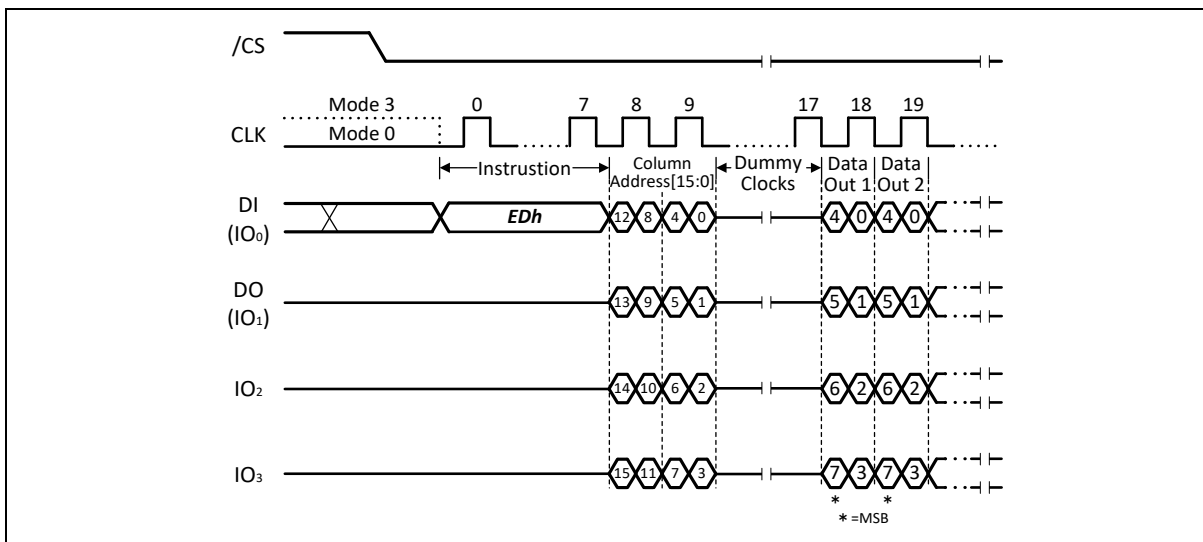 /CS
Mode 3
Mode 0
CLK
0 7 8 9 17 18 19
Instrustion
Column
Address[15:0]
Dummy
Clocks
Data
Out 1
Data
Out 2
DI
(IO₀)
EDh
12 8 4 0
4 0 4 0
DO
(IO₁)
13 9 5 1
5 1 5 1
IO₂
14 10 6 2
6 2 6 2
IO₃
15 11 7 3
7 3 7 3
* *
* =MSB